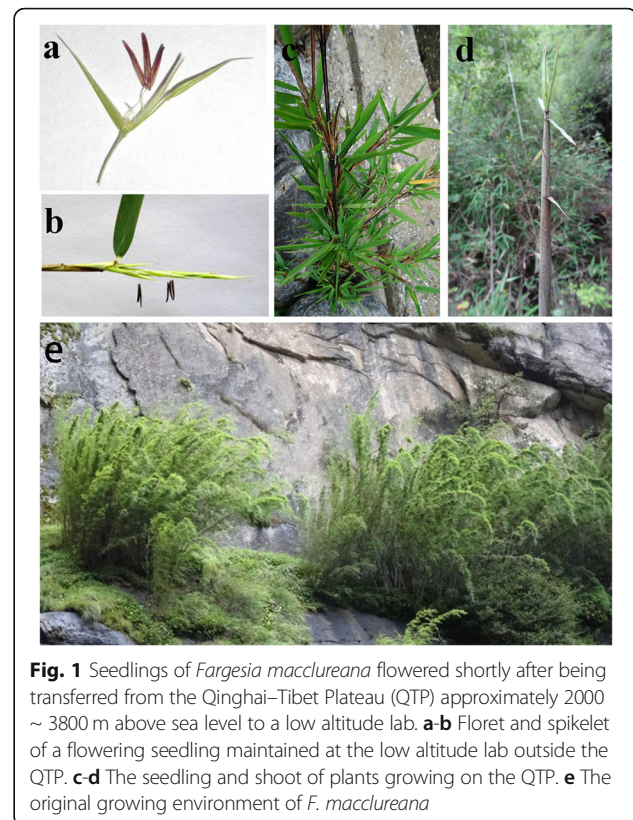 a
c
d
b
e
Fig. 1 Seedlings of Fargesia macclureana flowered shortly after being
transferred from the Qinghai–Tibet Plateau (QTP) approximately 2000
~ 3800 m above sea level to a low altitude lab. a-b Floret and spikelet
of a flowering seedling maintained at the low altitude lab outside the
QTP. c-d The seedling and shoot of plants growing on the QTP. e The
original growing environment of F. macclureana